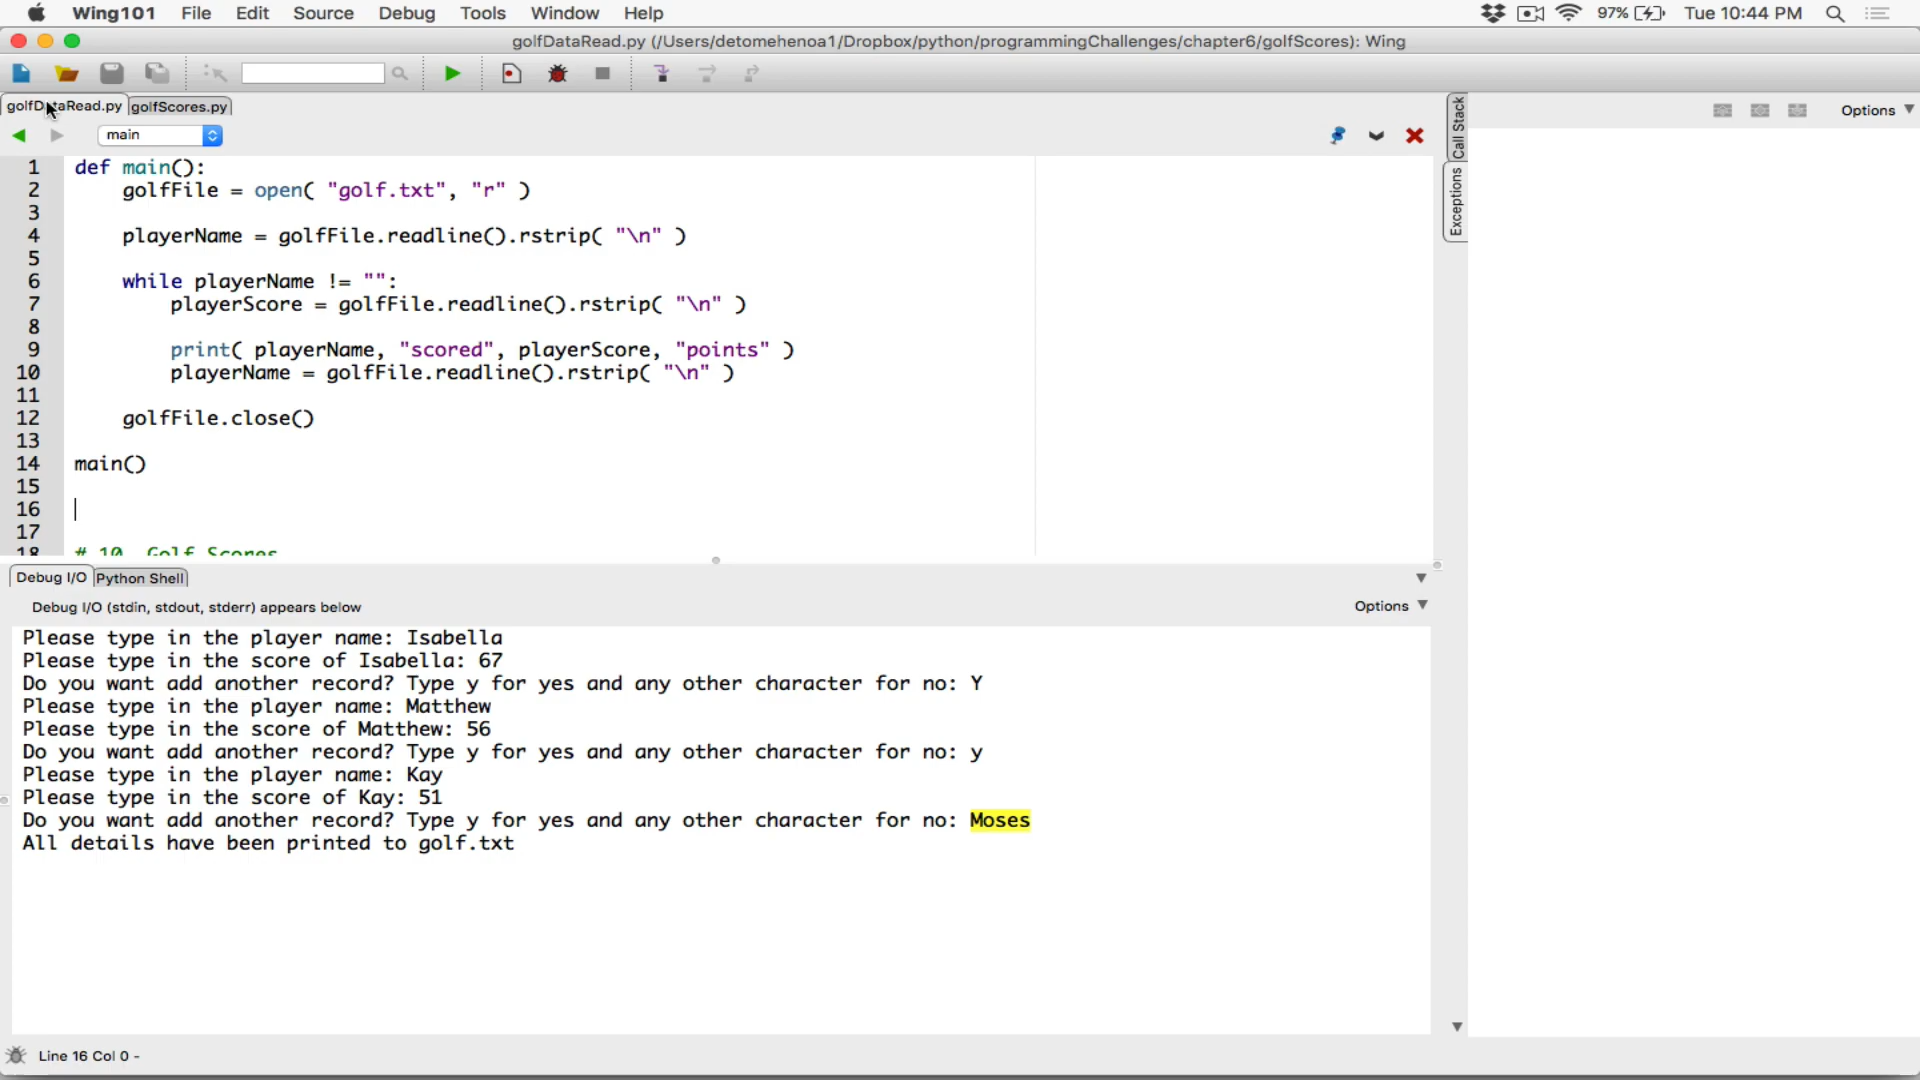 Wing101 File Edit Source Debug Tools Window Help 97% Tue 10:44 PM
golfDataRead.py (/Users/detomehenoa1/Dropbox/python/programmingChallenges/chapter6/golfScores): Wing
golfDataRead.py golfScores.py
main
Call Stack
Exceptions
Options
1 def main():
2 golfFile = open( "golf.txt", "r" )
3
4 playerName = golfFile.readline().rstrip( "\n" )
5
6 while playerName != "":
7 playerScore = golfFile.readline().rstrip( "\n" )
8
9 print( playerName, "scored", playerScore, "points" )
10 playerName = golfFile.readline().rstrip( "\n" )
11
12 golfFile.close()
13
14 main()
15
16
17
18 # 10. Golf Scores
Debug I/O Python Shell
Debug I/O (stdin, stdout, stderr) appears below Options
Please type in the player name: Isabella
Please type in the score of Isabella: 67
Do you want add another record? Type y for yes and any other character for no: Y
Please type in the player name: Matthew
Please type in the score of Matthew: 56
Do you want add another record? Type y for yes and any other character for no: y
Please type in the player name: Kay
Please type in the score of Kay: 51
Do you want add another record? Type y for yes and any other character for no: Moses
All details have been printed to golf.txt
Line 16 Col 0 -